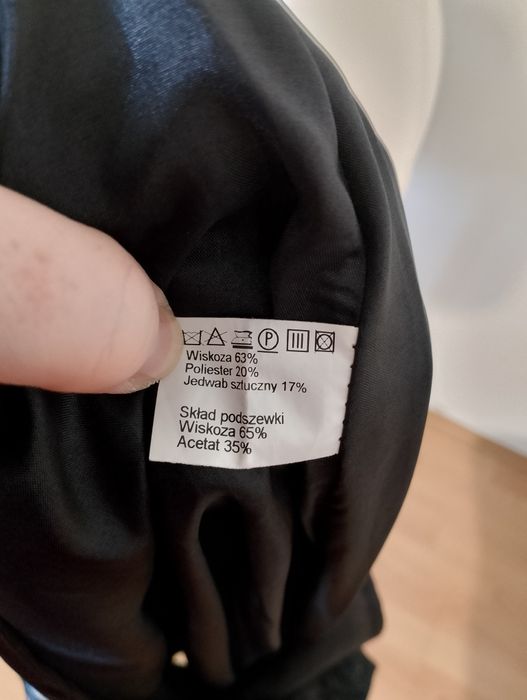 P
Wiskoza 63%
Poliester 20%
Jedwab sztuczny 17%
Skład podszewki
Wiskoza 65%
Acetat 35%